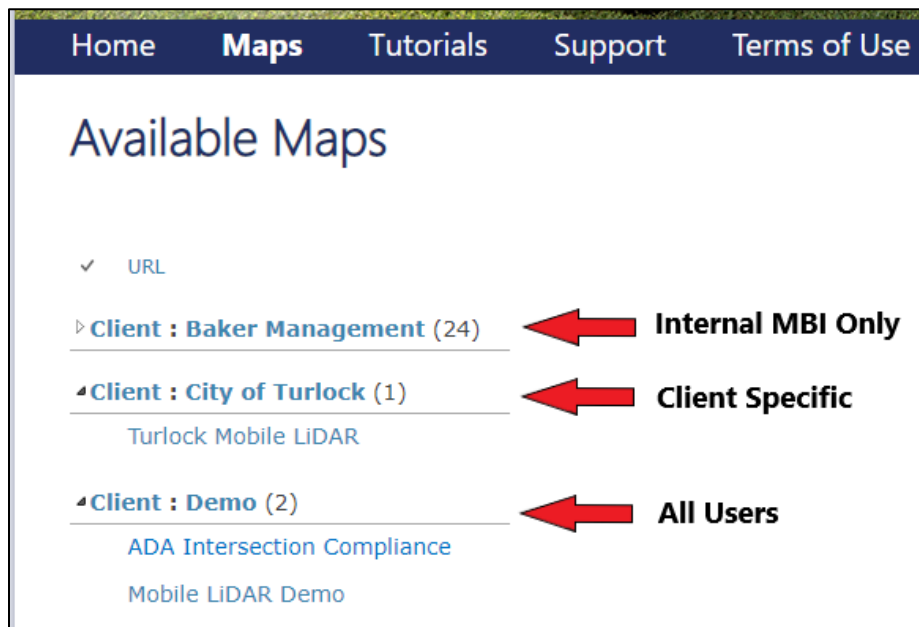 Home Maps Tutorials Support Terms of Use
Available Maps
URL
Client : Baker Management (24) Internal MBI Only
Client : City of Turlock (1) Client Specific
Turlock Mobile LiDAR
Client : Demo (2) All Users
ADA Intersection Compliance
Mobile LiDAR Demo